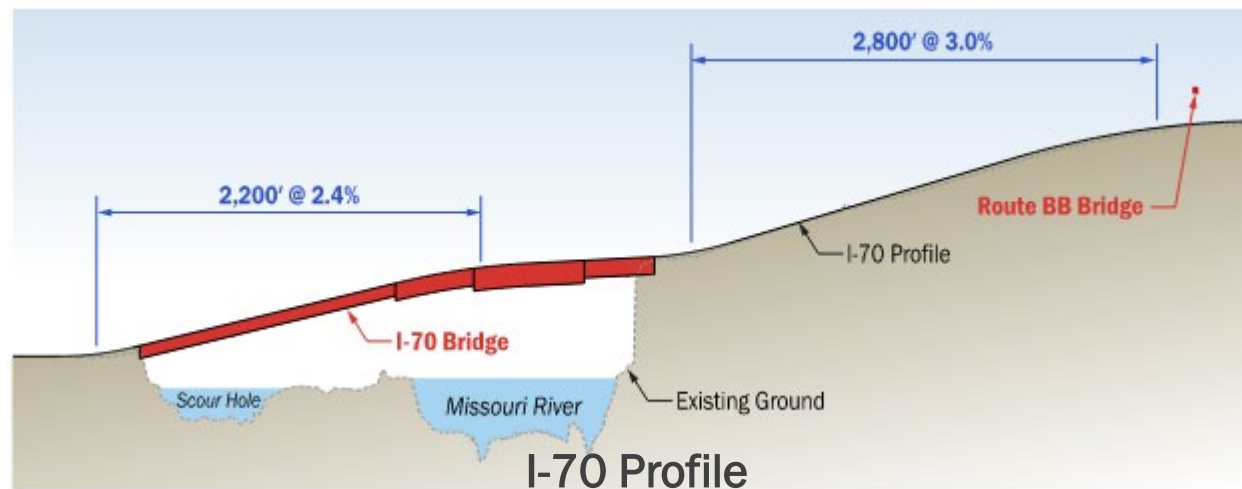 2,800' @ 3.0%
2,200' @ 2.4%
Route BB Bridge
I-70 Profile
I-70 Bridge
Scour Hole
Missouri River
Existing Ground
I-70 Profile